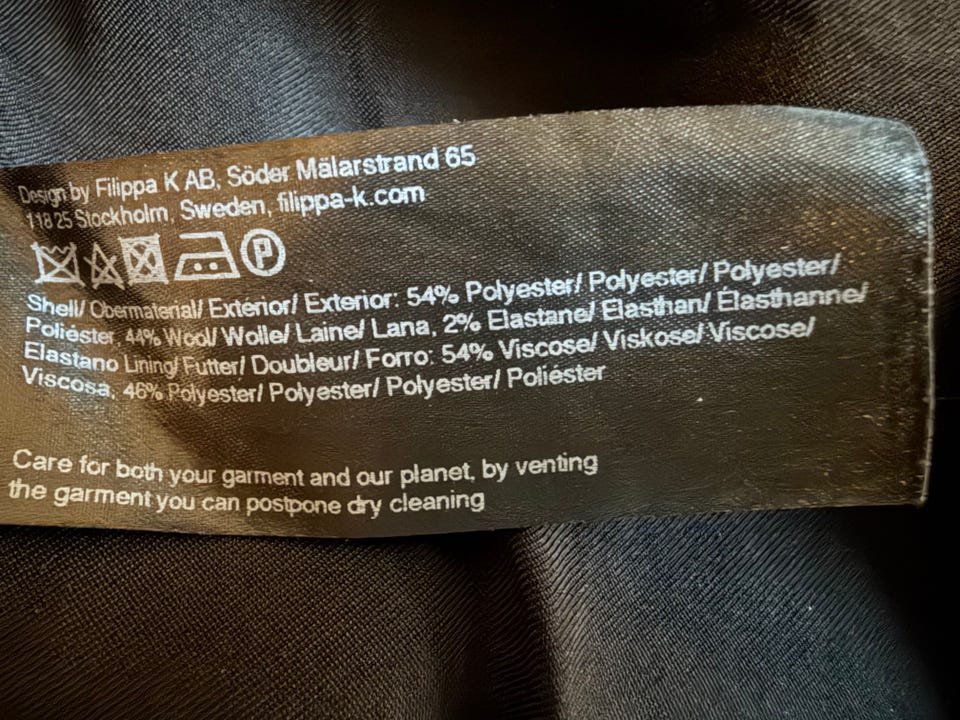 Design by Filippa K AB, Söder Mälarstrand 65
118 25 Stockholm, Sweden, filippa-k.com
P
Shell/ Obermaterial/ Extérior/ Exterior: 54% Polyester/ Polyester/ Polyester/
Poliéster, 44% Wool/ Wolle/ Laine/ Lana, 2% Elastane/ Elasthan/ Élasthanne/
Elastano Lining/ Futter/ Doubleur/ Forro: 54% Viscose/ Viskose/ Viscose/
Viscosa, 46% Polyester/ Polyester/ Polyester/ Poliéster
Care for both your garment and our planet, by venting
the garment you can postpone dry cleaning